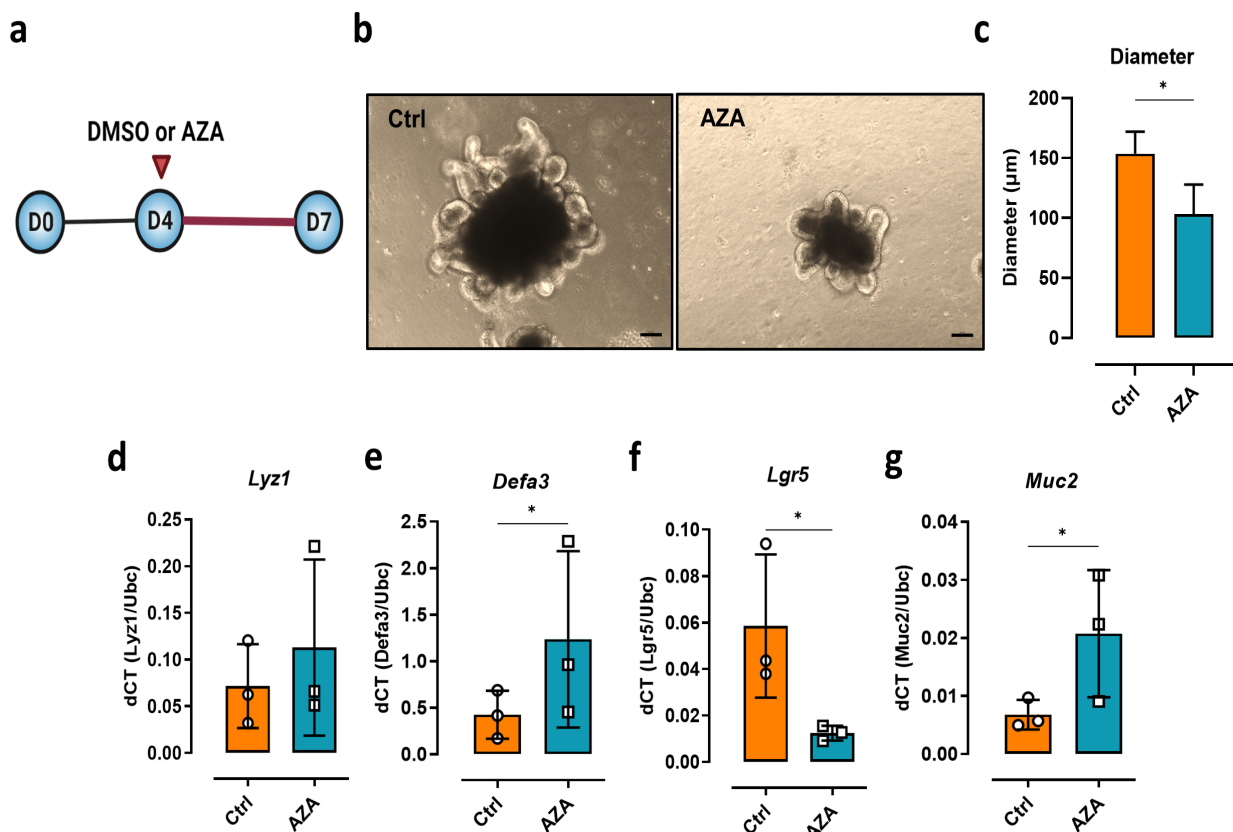 a
DMSO or AZA
D0
D4
D7
b
Ctrl
AZA
c
Diameter
*
Diameter (µm)
200
150
100
50
0
Ctrl
AZA
d
Lyz1
dCT (Lyz1/Ubc)
0.25
0.20
0.15
0.10
0.05
0.00
Ctrl
AZA
e
Defa3
*
dCT (Defa3/Ubc)
2.5
2.0
1.5
1.0
0.5
0.0
Ctrl
AZA
f
Lgr5
*
dCT (Lgr5/Ubc)
0.10
0.08
0.06
0.04
0.02
0.00
Ctrl
AZA
g
Muc2
*
dCT (Muc2/Ubc)
0.04
0.03
0.02
0.01
0.00
Ctrl
AZA